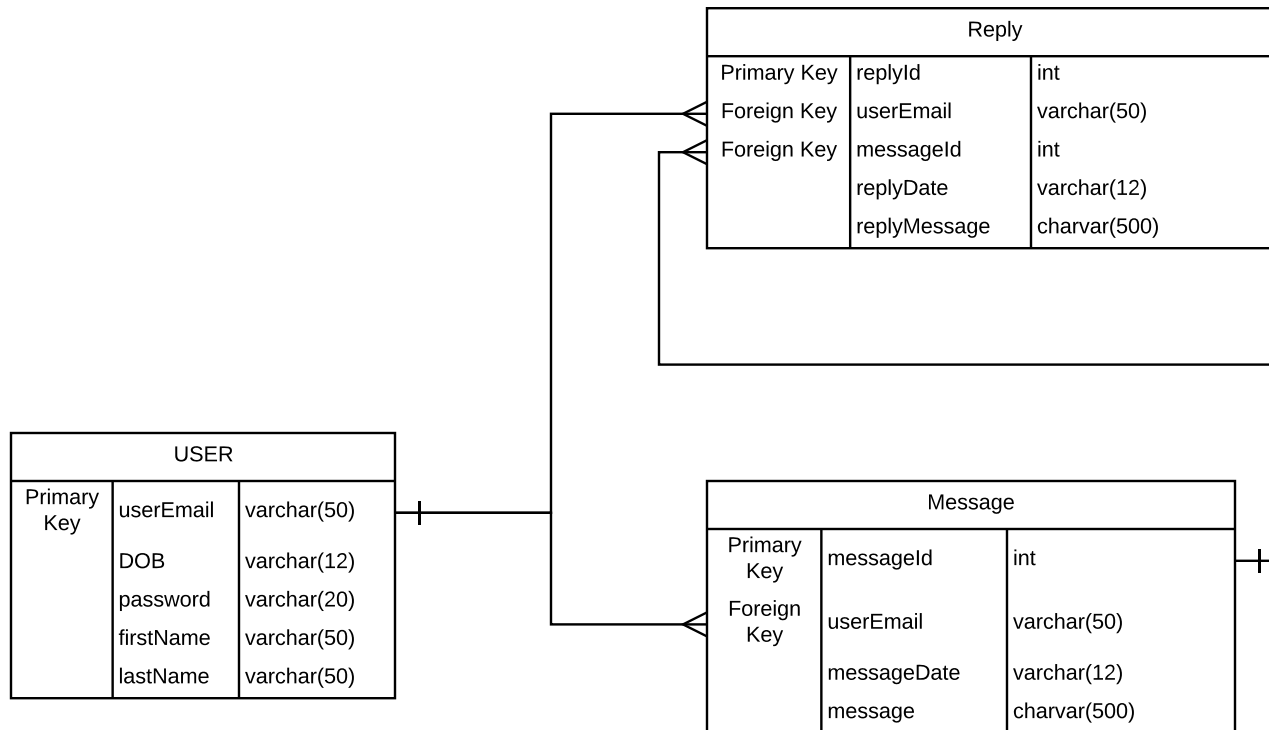 Reply
Primary Key replyId int
Foreign Key userEmail varchar(50)
Foreign Key messageId int
replyDate varchar(12)
replyMessage charvar(500)
USER
Primary
Key
userEmail varchar(50)
DOB varchar(12)
password varchar(20)
firstName varchar(50)
lastName varchar(50)
Message
Primary
Key
messageId int
Foreign
Key
userEmail varchar(50)
messageDate varchar(12)
message charvar(500)